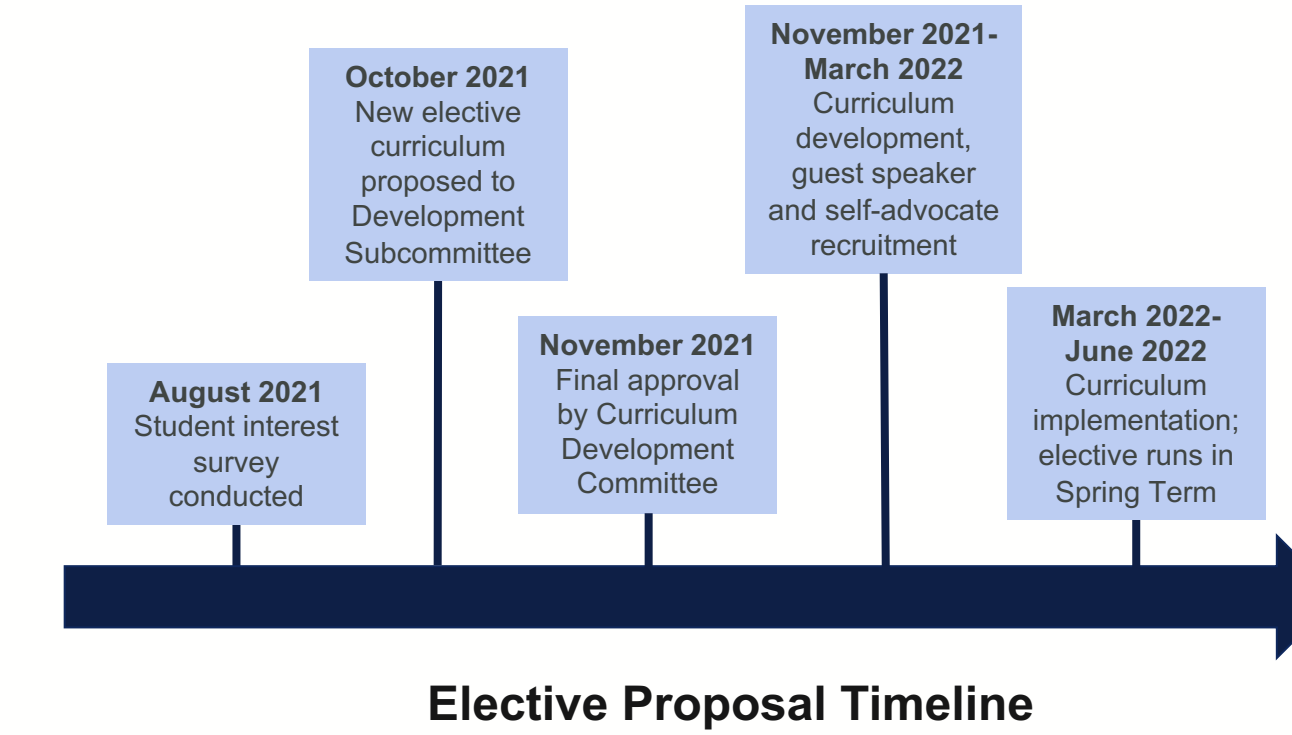 August 2021
Student interest
survey
conducted
October 2021
New elective
curriculum
proposed to
Development
Subcommittee
November 2021
Final approval
by Curriculum
Development
Committee
November 2021-
March 2022
Curriculum
development,
guest speaker
and self-advocate
recruitment
March 2022-
June 2022
Curriculum
implementation;
elective runs in
Spring Term
Elective Proposal Timeline